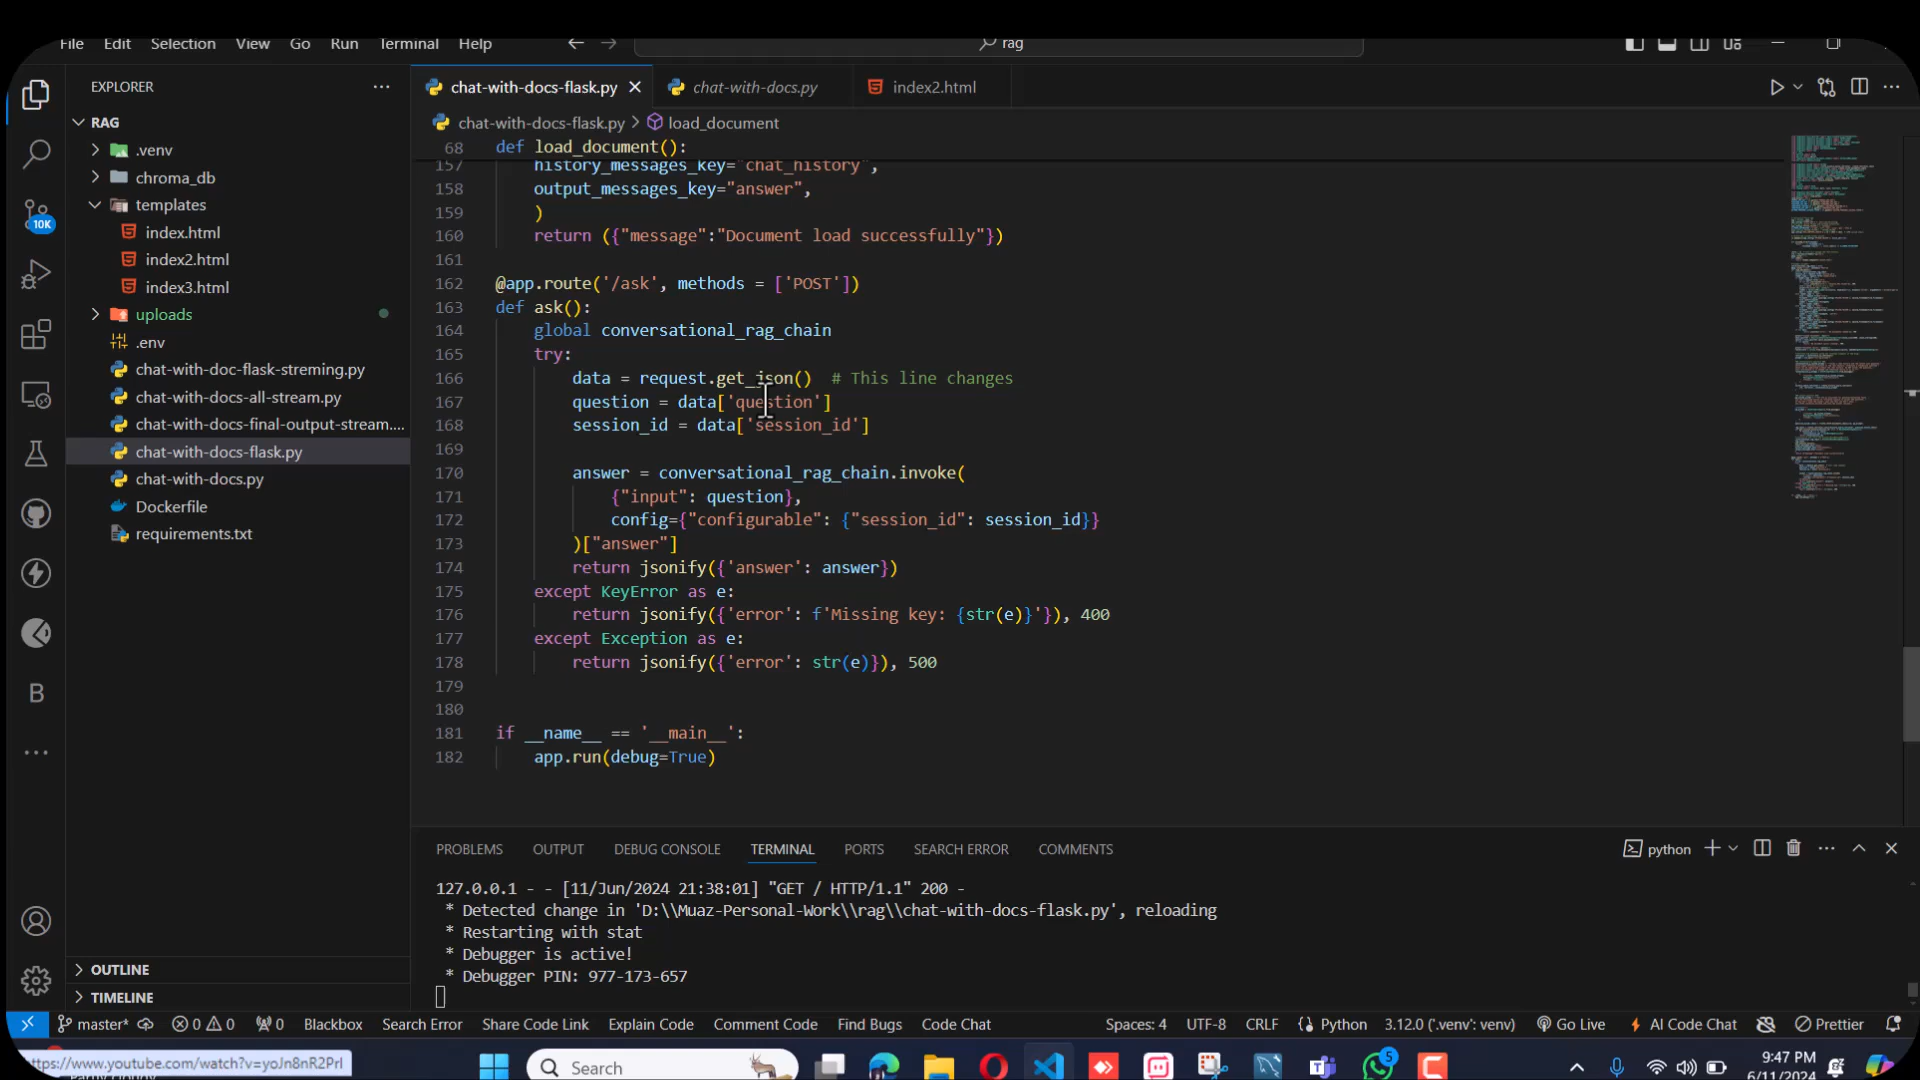 File Edit Selection View Go Run Terminal Help
rag
EXPLORER
RAG
.venv
chroma_db
templates
index.html
index2.html
index3.html
uploads
.env
chat-with-doc-flask-streming.py
chat-with-docs-all-stream.py
chat-with-docs-final-output-stream....
chat-with-docs-flask.py
chat-with-docs.py
Dockerfile
requirements.txt
OUTLINE
TIMELINE
10K
B
chat-with-docs-flask.py
chat-with-docs.py
index2.html
chat-with-docs-flask.py > load_document
68 def load_document():
157 history_messages_key="chat_history",
158 output_messages_key="answer",
159 )
160 return ({"message":"Document load successfully"})
161
162 @app.route('/ask', methods = ['POST'])
163 def ask():
164 global conversational_rag_chain
165 try:
166 data = request.get_json() # This line changes
167 question = data['question']
168 session_id = data['session_id']
169
170 answer = conversational_rag_chain.invoke(
171 {"input": question},
172 config={"configurable": {"session_id": session_id}}
173 )["answer"]
174 return jsonify({'answer': answer})
175 except KeyError as e:
176 return jsonify({'error': f'Missing key: {str(e)}'}), 400
177 except Exception as e:
178 return jsonify({'error': str(e)}), 500
179
180
181 if __name__ == '__main__':
182 app.run(debug=True)
PROBLEMS OUTPUT DEBUG CONSOLE TERMINAL PORTS SEARCH ERROR COMMENTS
python
127.0.0.1 - - [11/Jun/2024 21:38:01] "GET / HTTP/1.1" 200 -
* Detected change in 'D:\\Muaz-Personal-Work\\rag\\chat-with-docs-flask.py', reloading
* Restarting with stat
* Debugger is active!
* Debugger PIN: 977-173-657
master* 0 0 0 Blackbox Search Error Share Code Link Explain Code Comment Code Find Bugs Code Chat
Spaces: 4 UTF-8 CRLF Python 3.12.0 ('.venv': venv) Go Live AI Code Chat Prettier
https://www.youtube.com/watch?v=yoJn8nR2PrI
Search
5
9:47 PM
6/11/2024